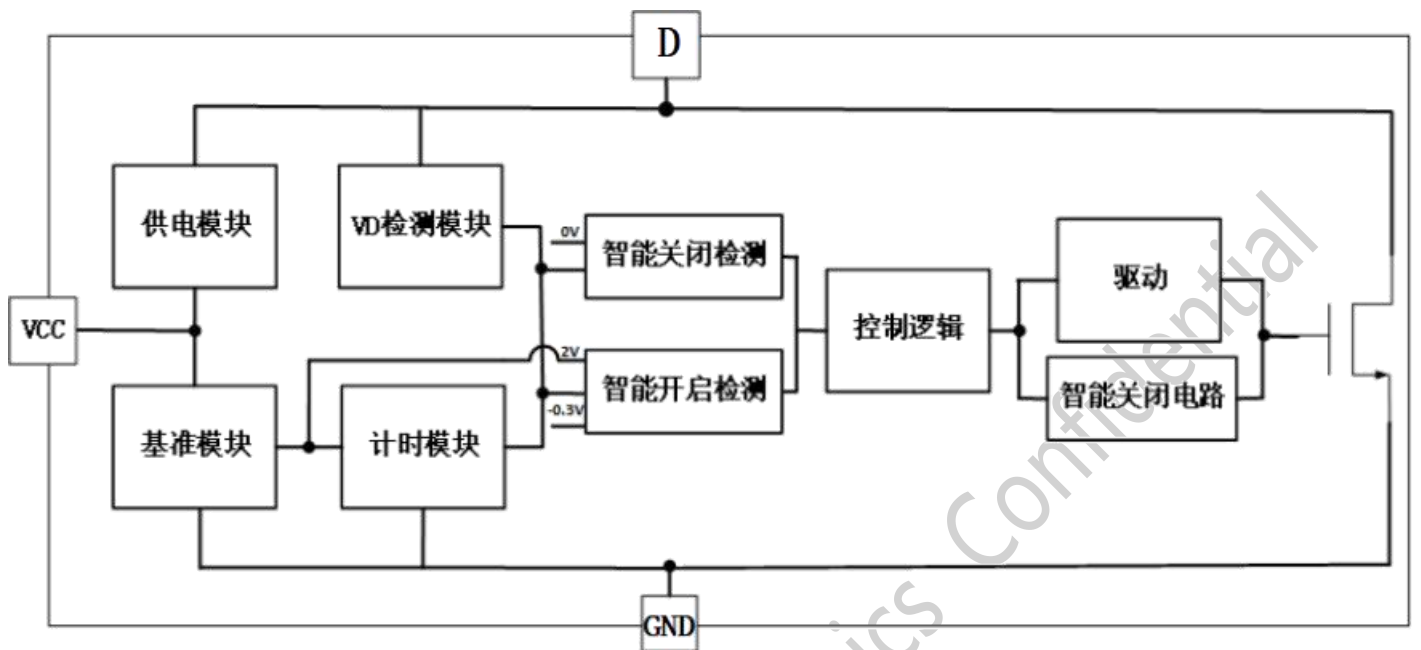 D
供电模块
VD检测模块
0V
智能关闭检测
驱动
VCC
控制逻辑
2V
智能开启检测
-0.3V
智能关闭电路
基准模块
计时模块
GND
ics Confidential